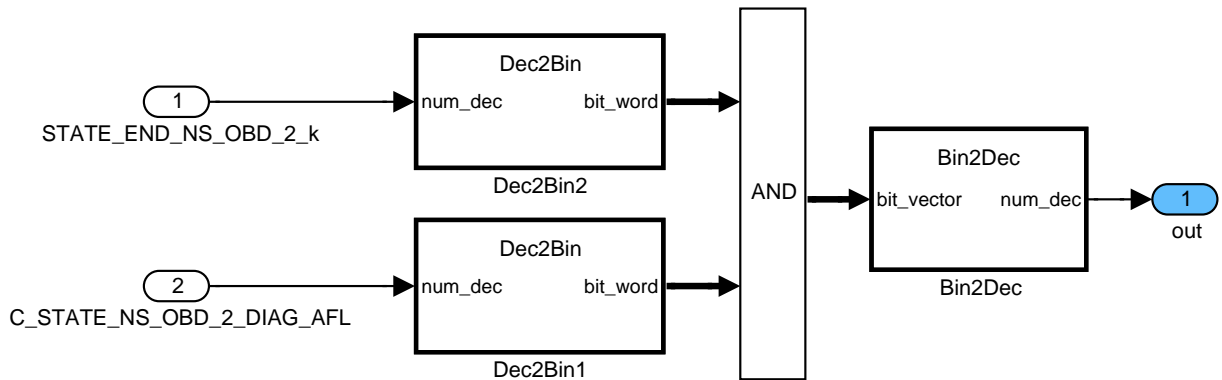 Dec2Bin
num_dec
bit_word
Dec2Bin2
1
STATE_END_NS_OBD_2_k
Dec2Bin
num_dec
bit_word
Dec2Bin1
2
C_STATE_NS_OBD_2_DIAG_AFL
AND
Bin2Dec
bit_vector
num_dec
Bin2Dec
1
out